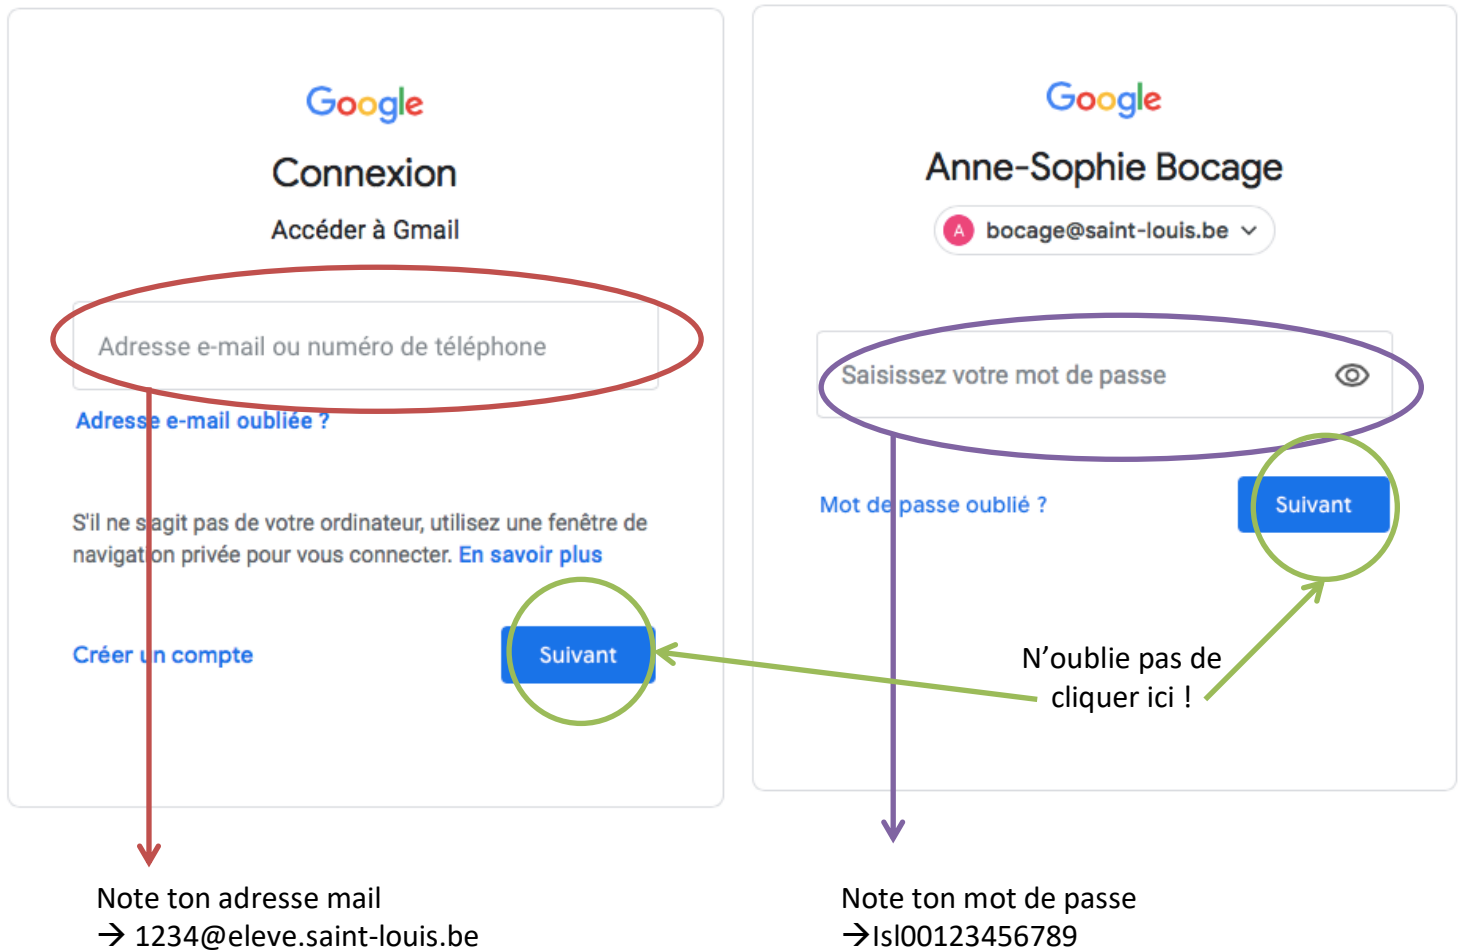 Google
Connexion
Accéder à Gmail
Adresse e-mail ou numéro de téléphone
Adresse e-mail oubliée ?
S'il ne s'agit pas de votre ordinateur, utilisez une fenêtre de
navigation privée pour vous connecter. En savoir plus
Créer un compte
Suivant
Note ton adresse mail
→ 1234@eleve.saint-louis.be
Google
Anne-Sophie Bocage
A bocage@saint-louis.be
Saisissez votre mot de passe
Mot de passe oublié ?
Suivant
N’oublie pas de
cliquer ici !
Note ton mot de passe
→Isl00123456789